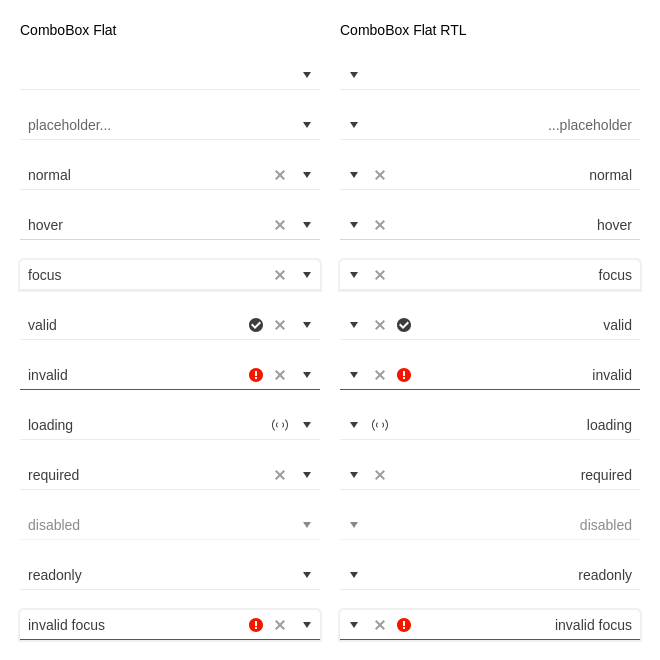 ComboBox Flat
placeholder...
normal
hover
focus
valid
invalid
loading
required
disabled
readonly
invalid focus
ComboBox Flat RTL
...placeholder
normal
hover
focus
valid
invalid
loading
required
disabled
readonly
invalid focus